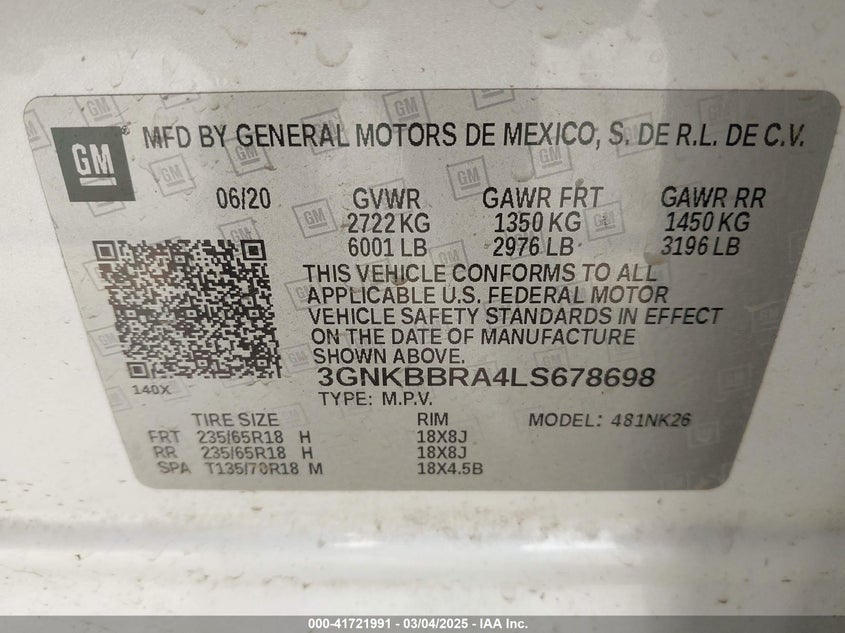 GM
MFD BY GENERAL MOTORS DE MEXICO, S. DE R.L. DE C.V.
06/20 GVWR GAWR FRT GAWR RR
2722 KG 1350 KG 1450 KG
6001 LB 2976 LB 3196 LB
THIS VEHICLE CONFORMS TO ALL
APPLICABLE U.S. FEDERAL MOTOR
VEHICLE SAFETY STANDARDS IN EFFECT
ON THE DATE OF MANUFACTURE
SHOWN ABOVE.
3GNKBBRA4LS678698
140X TYPE: M.P.V.
TIRE SIZE RIM MODEL: 481NK26
FRT 235/65R18 H 18X8J
RR 235/65R18 H 18X8J
SPA T135/70R18 M 18X4.5B
000-41721991 - 03/04/2025 - IAA Inc.